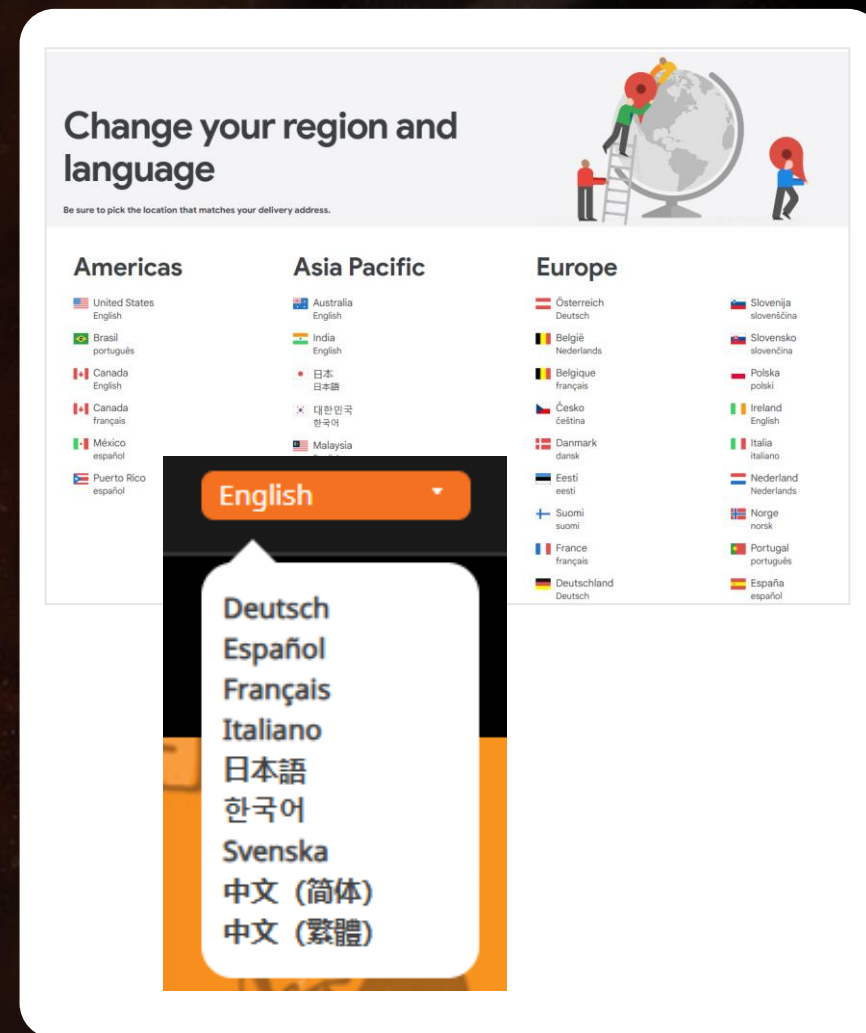 Change your region and
language
Be sure to pick the location that matches your delivery address.
Americas
United States
English
Brasil
português
Canada
English
Canada
français
México
español
Puerto Rico
español
Asia Pacific
Australia
English
India
English
日本
日本語
대한민국
한국어
Malaysia
Europe
Österreich
Deutsch
België
Nederlands
Belgique
français
Česko
čeština
Danmark
dansk
Eesti
eesti
Suomi
suomi
France
français
Deutschland
Deutsch
Slovenija
slovenščina
Slovensko
slovenčina
Polska
polski
Ireland
English
Italia
italiano
Nederland
Nederlands
Norge
norsk
Portugal
português
España
español
English
Deutsch
Español
Français
Italiano
日本語
한국어
Svenska
中文 (简体)
中文 (繁體)